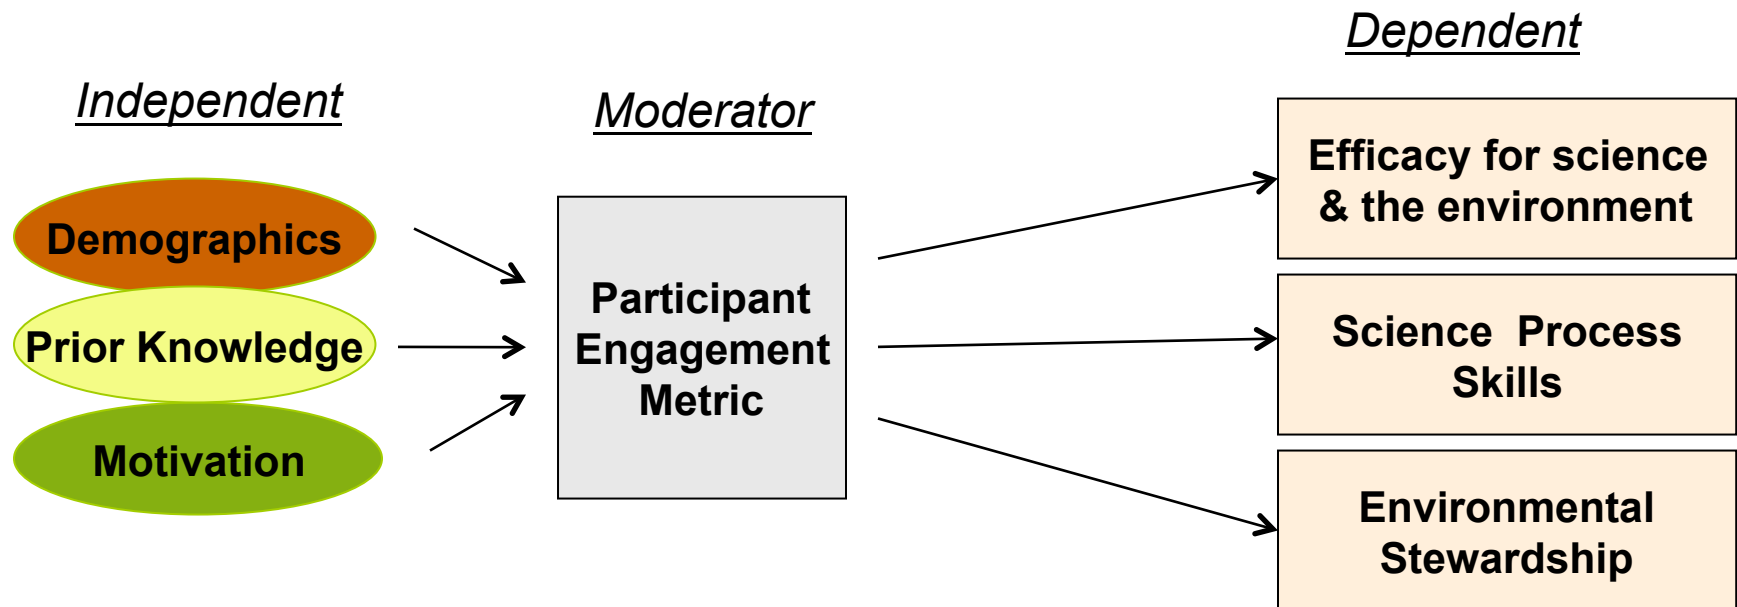 Independent
Demographics
Prior Knowledge
Motivation
Moderator
Participant
Engagement
Metric
Dependent
Efficacy for science
& the environment
Science  Process
Skills
Environmental
Stewardship